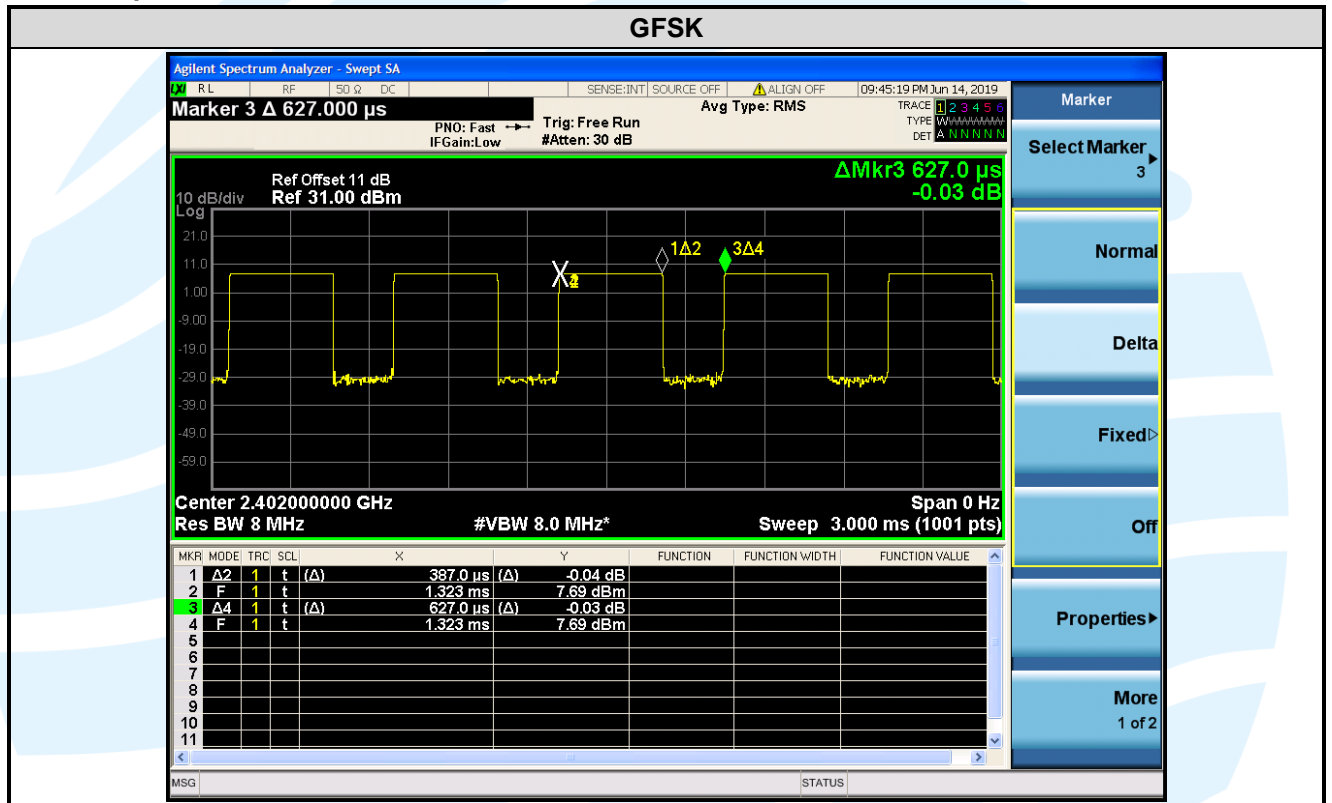 GFSK
Agilent Spectrum Analyzer - Swept SA
LXI RL RF 50 Ω DC SENSE:INT SOURCE OFF ALIGN OFF 09:45:19 PM Jun 14, 2019
Marker 3 Δ 627.000 µs
PNO: Fast
IFGain:Low
Trig: Free Run
#Atten: 30 dB
Avg Type: RMS
TRACE 1 2 3 4 5 6
TYPE WWWWWW
DET A N N N N N
ΔMkr3 627.0 µs
-0.03 dB
Ref Offset 11 dB
10 dB/div Ref 31.00 dBm
Log
21.0
11.0
1.00
-9.00
-19.0
-29.0
-39.0
-49.0
-59.0
1Δ2
3Δ4
Center 2.402000000 GHz Span 0 Hz
Res BW 8 MHz #VBW 8.0 MHz* Sweep 3.000 ms (1001 pts)
MKR MODE TRC SCL X Y FUNCTION FUNCTION WIDTH FUNCTION VALUE
1 Δ2 1 t (Δ) 387.0 µs (Δ) -0.04 dB
2 F 1 t 1.323 ms 7.69 dBm
3 Δ4 1 t (Δ) 627.0 µs (Δ) -0.03 dB
4 F 1 t 1.323 ms 7.69 dBm
5
6
7
8
9
10
11
MSG STATUS
Marker
Select Marker
3
Normal
Delta
Fixed
Off
Properties
More
1 of 2